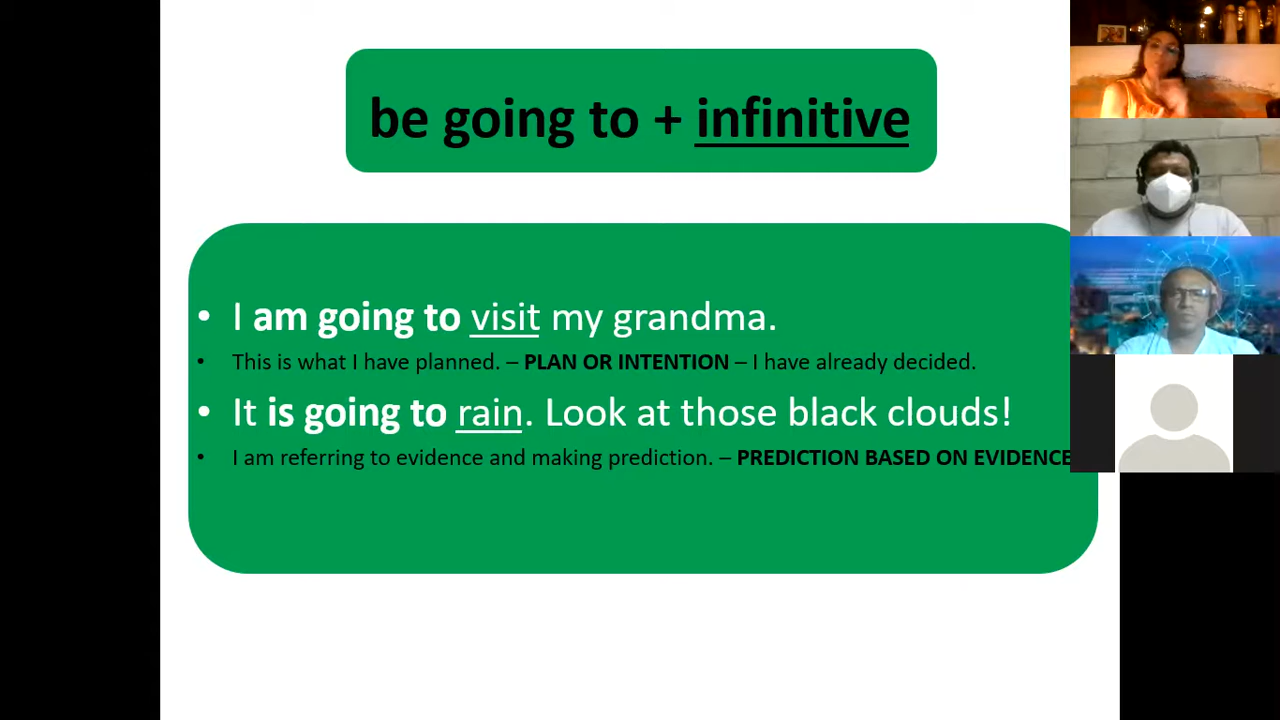 be going to + infinitive
• I am going to visit my grandma.
• This is what I have planned. – PLAN OR INTENTION – I have already decided.
• It is going to rain. Look at those black clouds!
• I am referring to evidence and making prediction. – PREDICTION BASED ON EVIDENCE